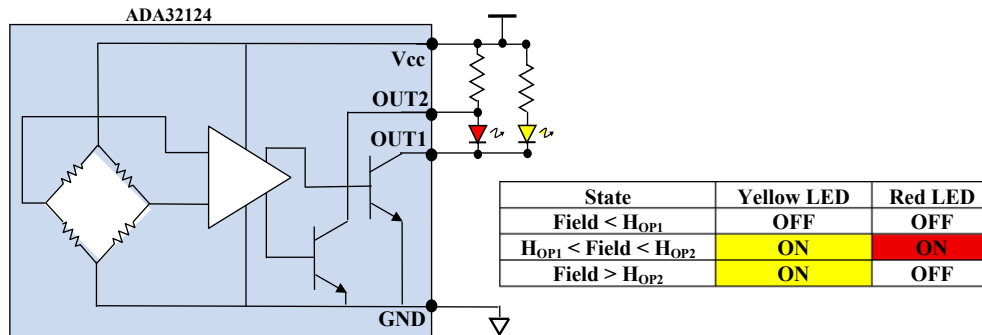 ADA32124
Vcc
OUT2
OUT1
GND
State Yellow LED Red LED
Field < HOP1 OFF OFF
HOP1 < Field < HOP2 ON ON
Field > HOP2 ON OFF